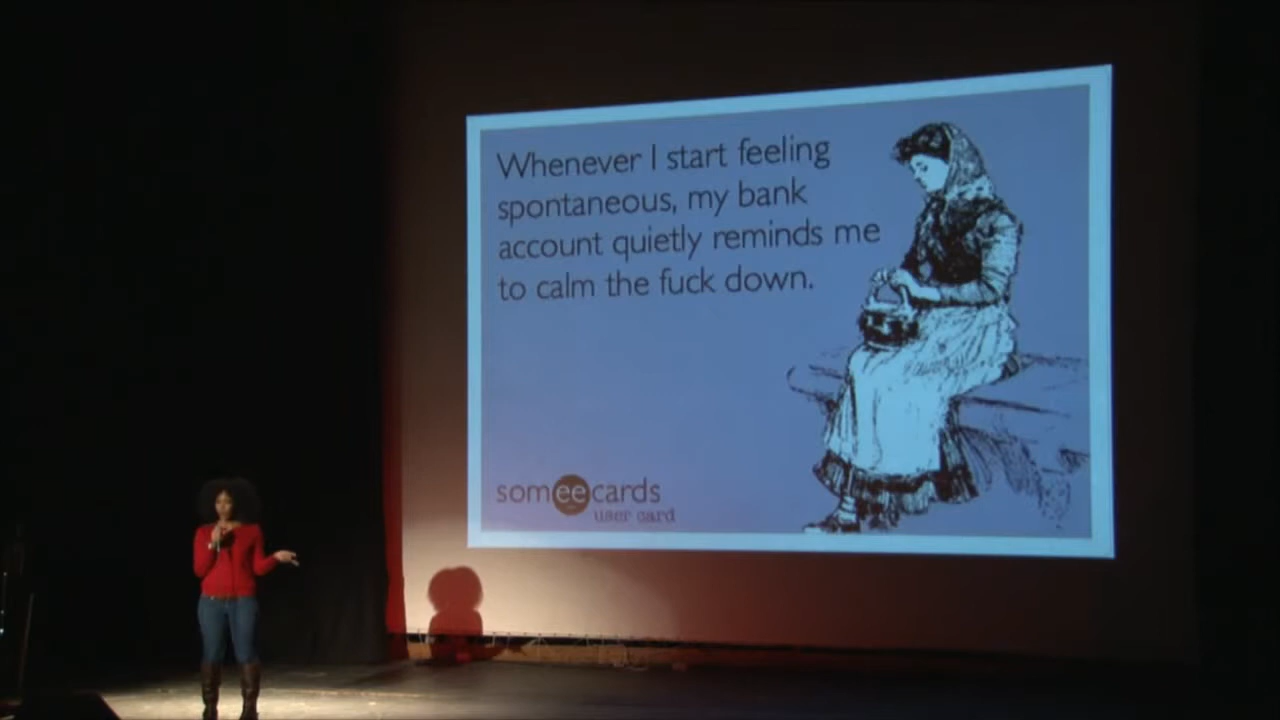 Whenever I start feeling
spontaneous, my bank
account quietly reminds me
to calm the fuck down.
someecards
user card